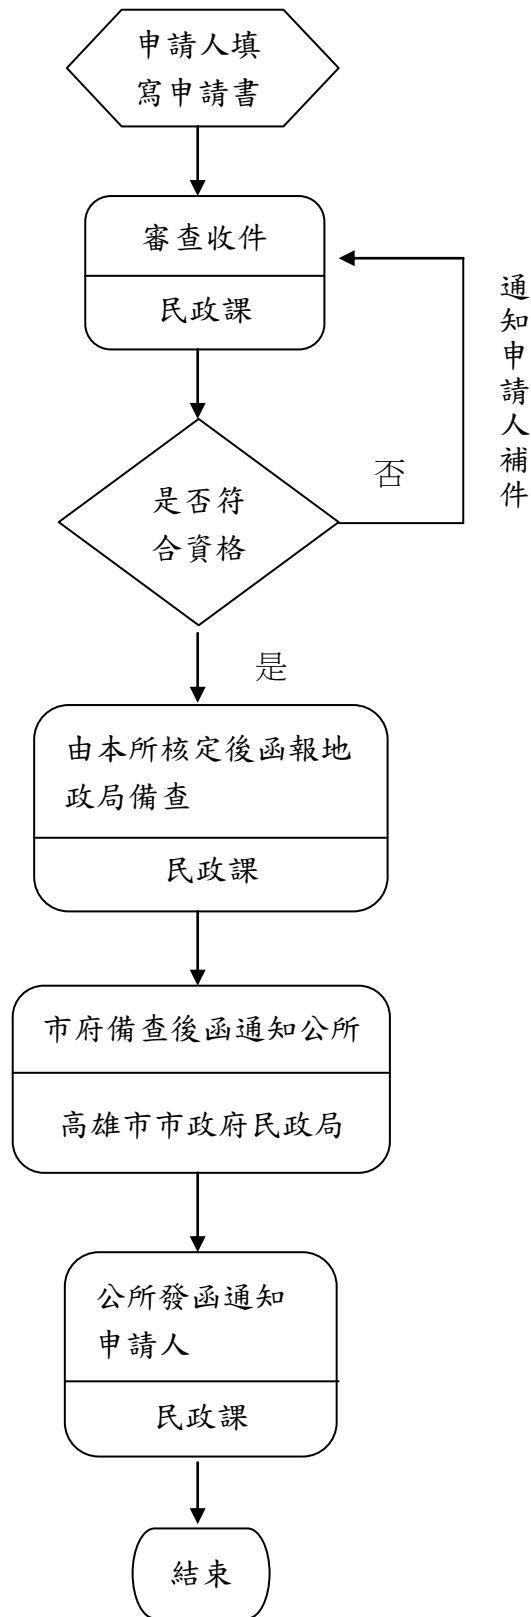 申請人填
寫申請書
審查收件
民政課
通知申請人補件
否
是否符
合資格
是
由本所核定後函報地
政局備查
民政課
市府備查後函通知公所
高雄市市政府民政局
公所發函通知
申請人
民政課
結束